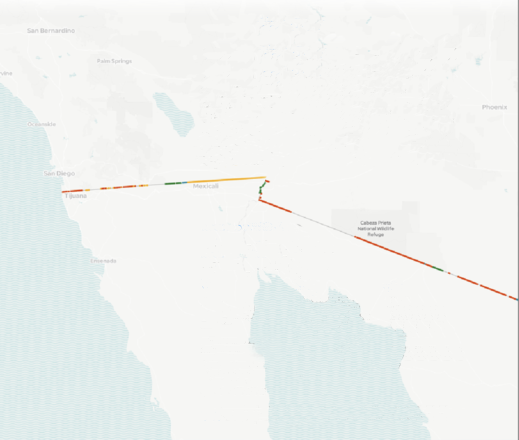 San Bernardino
Palm Springs
Phoenix
Oceanside
San Diego
Mexicali
Tijuana
Cabeza Prieta
National Wildlife
Refuge
Ensenada